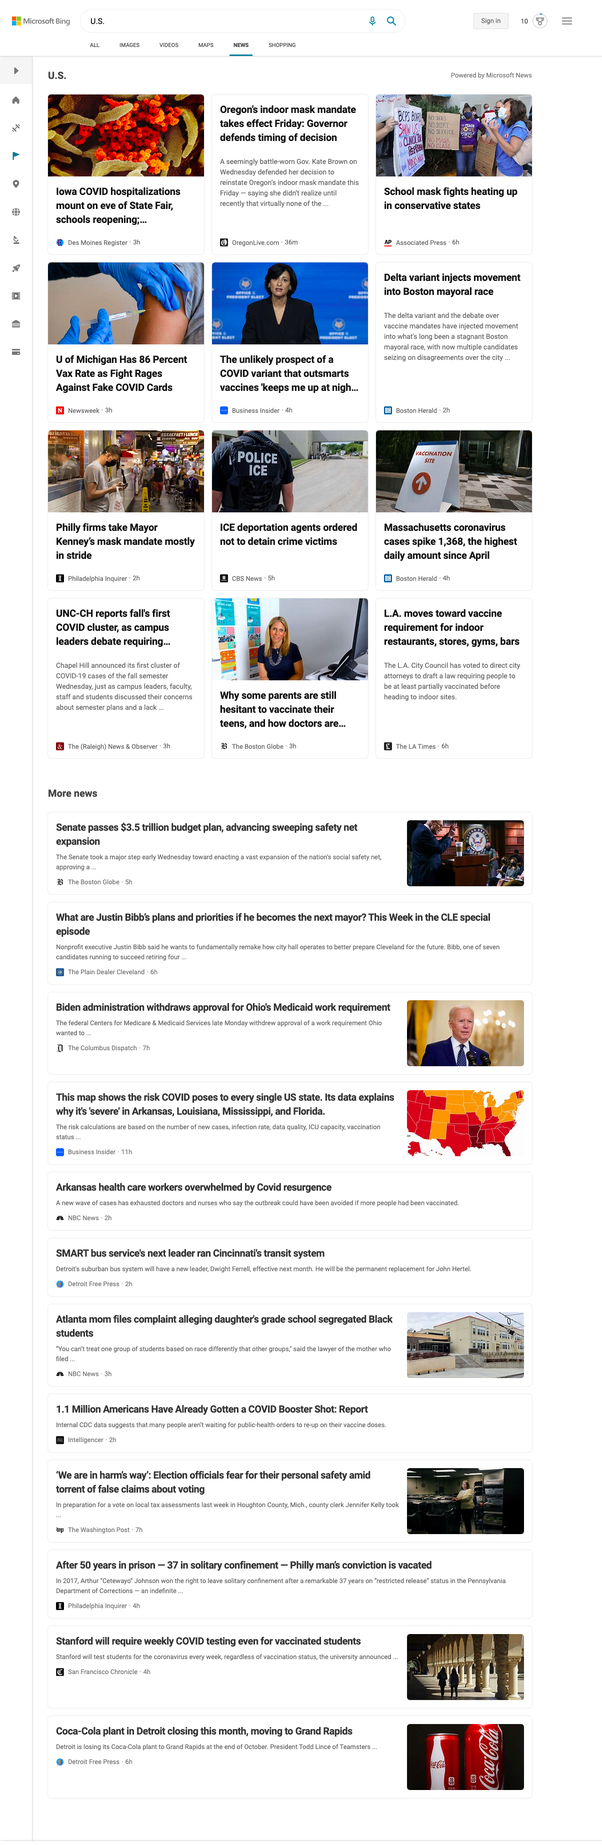 Microsoft Bing
U.S.
Sign in
10
ALL
IMAGES
VIDEOS
MAPS
NEWS
SHOPPING
U.S.
Powered by Microsoft News
Iowa COVID hospitalizations
mount on eve of State Fair,
schools reopening;...
Des Moines Register · 3h
Oregon's indoor mask mandate
takes effect Friday: Governor
defends timing of decision
A seemingly battle-worn Gov. Kate Brown on
Wednesday defended her decision to
reinstate Oregon's indoor mask mandate this
Friday — saying she didn't realize until
recently that virtually none of the ...
OregonLive.com · 36m
School mask fights heating up
in conservative states
AP
Associated Press · 6h
U of Michigan Has 86 Percent
Vax Rate as Fight Rages
Against Fake COVID Cards
N
Newsweek · 3h
The unlikely prospect of a
COVID variant that outsmarts
vaccines 'keeps me up at nigh...
Business Insider · 4h
Delta variant injects movement
into Boston mayoral race
The delta variant and the debate over
vaccine mandates have injected movement
into what's long been a stagnant Boston
mayoral race, with now multiple candidates
seizing on disagreements over the city ...
Boston Herald · 2h
Philly firms take Mayor
Kenney's mask mandate mostly
in stride
Philadelphia Inquirer · 2h
POLICE
ICE
ICE deportation agents ordered
not to detain crime victims
CBS News · 5h
VACCINATION
SITE
Massachusetts coronavirus
cases spike 1,368, the highest
daily amount since April
Boston Herald · 4h
UNC-CH reports fall's first
COVID cluster, as campus
leaders debate requiring...
Chapel Hill announced its first cluster of
COVID-19 cases of the fall semester
Wednesday, just as campus leaders, faculty,
staff and students discussed their concerns
about semester plans and a lack ...
The (Raleigh) News & Observer · 3h
Why some parents are still
hesitant to vaccinate their
teens, and how doctors are...
The Boston Globe · 3h
L.A. moves toward vaccine
requirement for indoor
restaurants, stores, gyms, bars
The L.A. City Council has voted to direct city
attorneys to draft a law requiring people to
be at least partially vaccinated before
heading to indoor sites.
The LA Times · 6h
More news
Senate passes $3.5 trillion budget plan, advancing sweeping safety net
expansion
The Senate took a major step early Wednesday toward enacting a vast expansion of the nation's social safety net,
approving a ...
The Boston Globe · 5h
What are Justin Bibb's plans and priorities if he becomes the next mayor? This Week in the CLE special
episode
Nonprofit executive Justin Bibb said he wants to fundamentally remake how city hall operates to better prepare Cleveland for the future. Bibb, one of seven
candidates running to succeed retiring four ...
The Plain Dealer Cleveland · 6h
Biden administration withdraws approval for Ohio's Medicaid work requirement
The federal Centers for Medicare & Medicaid Services late Monday withdrew approval of a work requirement Ohio
wanted to ...
The Columbus Dispatch · 7h
This map shows the risk COVID poses to every single US state. Its data explains
why it's 'severe' in Arkansas, Louisiana, Mississippi, and Florida.
The risk calculations are based on the number of new cases, infection rate, data quality, ICU capacity, vaccination
status ...
Business Insider · 11h
Arkansas health care workers overwhelmed by Covid resurgence
A new wave of cases has exhausted doctors and nurses who say the outbreak could have been avoided if more people had been vaccinated.
NBC News · 2h
SMART bus service's next leader ran Cincinnati's transit system
Detroit's suburban bus system will have a new leader, Dwight Ferrell, effective next month. He will be the permanent replacement for John Hertel.
Detroit Free Press · 2h
Atlanta mom files complaint alleging daughter's grade school segregated Black
students
"You can't treat one group of students based on race differently that other groups," said the lawyer of the mother who
filed ...
NBC News · 3h
1.1 Million Americans Have Already Gotten a COVID Booster Shot: Report
Internal CDC data suggests that many people aren't waiting for public-health orders to re-up on their vaccine doses.
Intelligencer · 2h
'We are in harm's way': Election officials fear for their personal safety amid
torrent of false claims about voting
In preparation for a vote on local tax assessments last week in Houghton County, Mich., county clerk Jennifer Kelly took
...
wp
The Washington Post · 7h
After 50 years in prison — 37 in solitary confinement — Philly man's conviction is vacated
In 2017, Arthur "Cetewayo" Johnson won the right to leave solitary confinement after a remarkable 37 years on "restricted release" status in the Pennsylvania
Department of Corrections — an indefinite ...
Philadelphia Inquirer · 4h
Stanford will require weekly COVID testing even for vaccinated students
Stanford will test students for the coronavirus every week, regardless of vaccination status, the university announced ...
San Francisco Chronicle · 4h
Coca-Cola plant in Detroit closing this month, moving to Grand Rapids
Detroit is losing its Coca-Cola plant to Grand Rapids at the end of October. President Todd Lince of Teamsters ...
Coca-Cola
Detroit Free Press · 6h